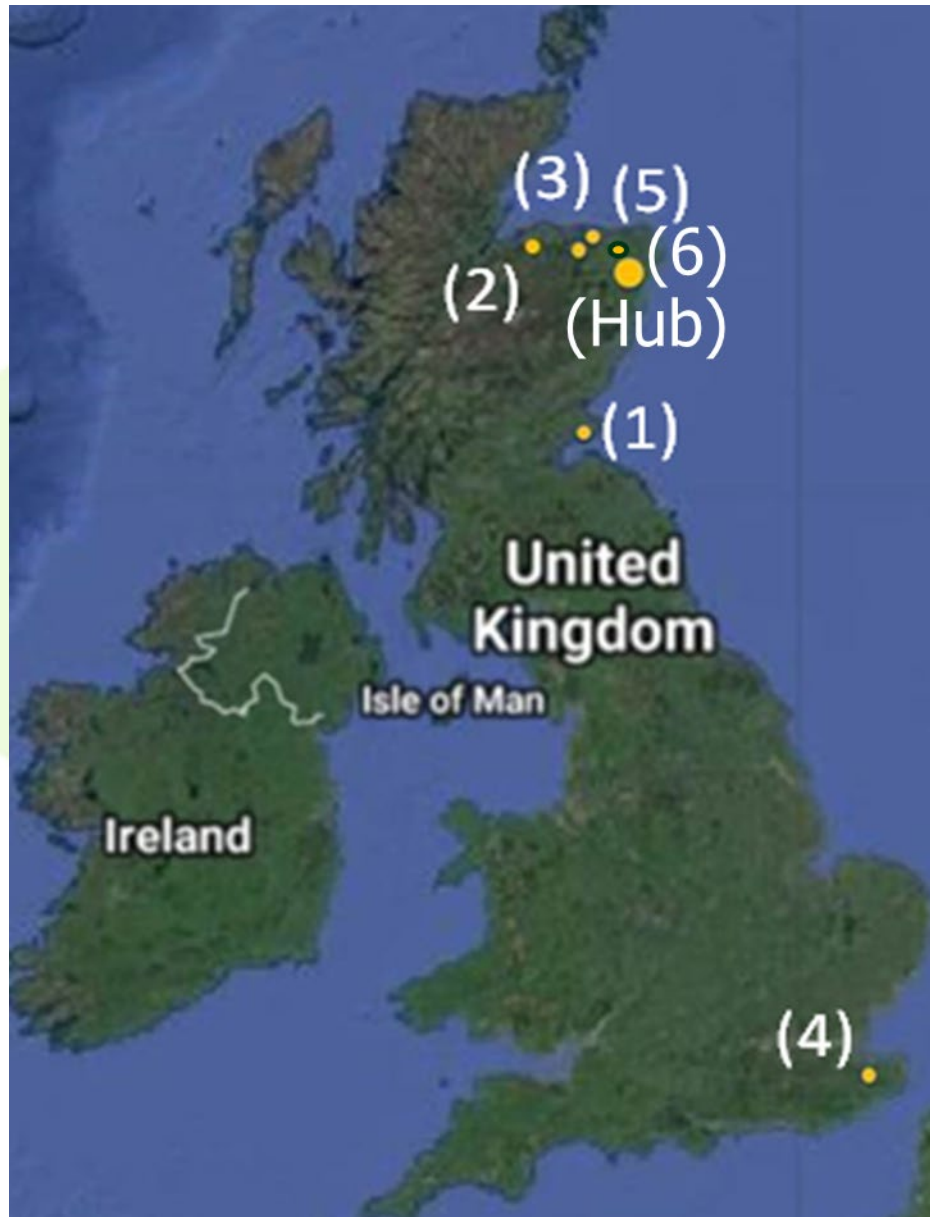 (3) (5)
(6)
(2)
(Hub)
(1)
United
Kingdom
Isle of Man
Ireland
(4)